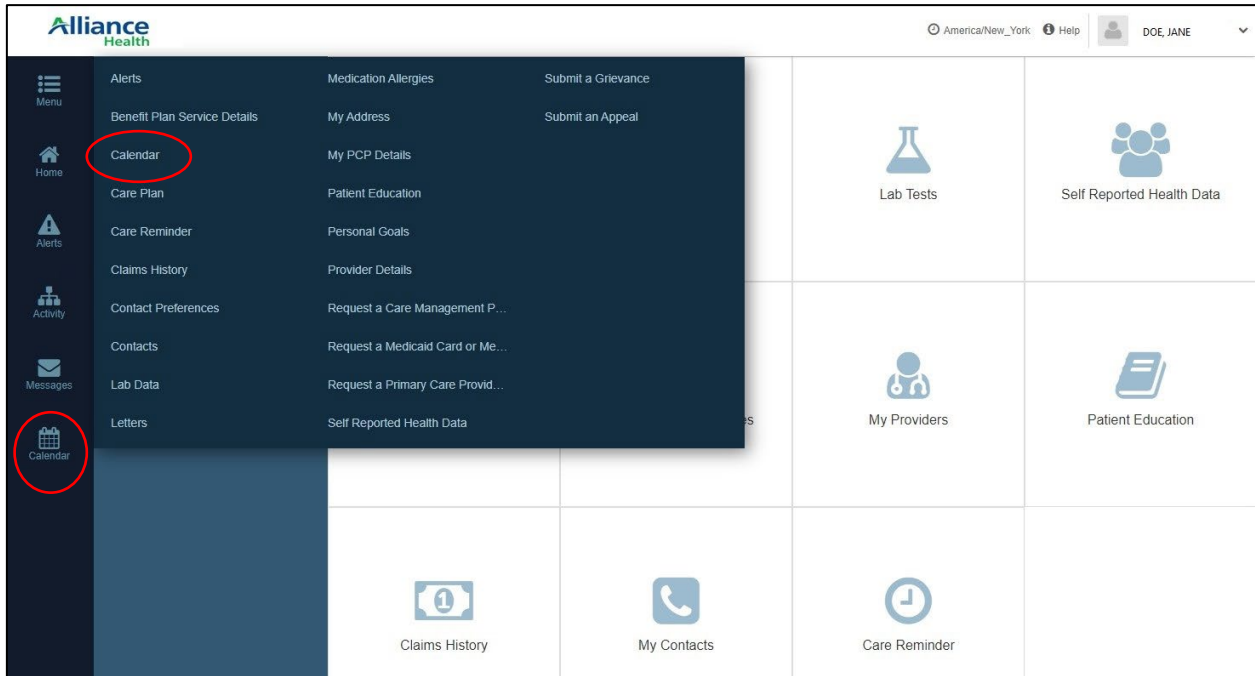 Alliance
Health
America/New_York Help DOE, JANE
Menu
Home
Alerts
Activity
Messages
Calendar
Alerts
Benefit Plan Service Details
Calendar
Care Plan
Care Reminder
Claims History
Contact Preferences
Contacts
Lab Data
Letters
Medication Allergies
My Address
My PCP Details
Patient Education
Personal Goals
Provider Details
Request a Care Management P...
Request a Medicaid Card or Me...
Request a Primary Care Provid...
Self Reported Health Data
Submit a Grievance
Submit an Appeal
Lab Tests
Self Reported Health Data
My Providers
Patient Education
1
Claims History
My Contacts
Care Reminder